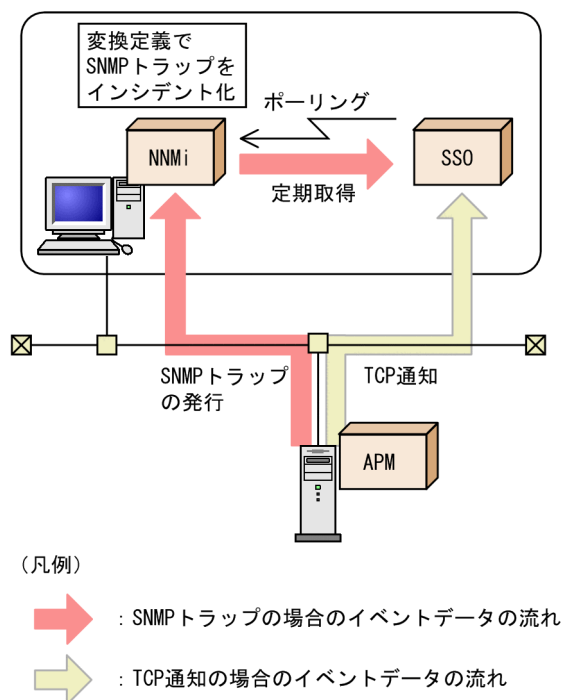 変換定義で
SNMPトラップを
インシデント化
ポーリング
NNMi
SSO
定期取得
SNMPトラップ
の発行
TCP通知
APM
(凡例)
:SNMPトラップの場合のイベントデータの流れ
:TCP通知の場合のイベントデータの流れ